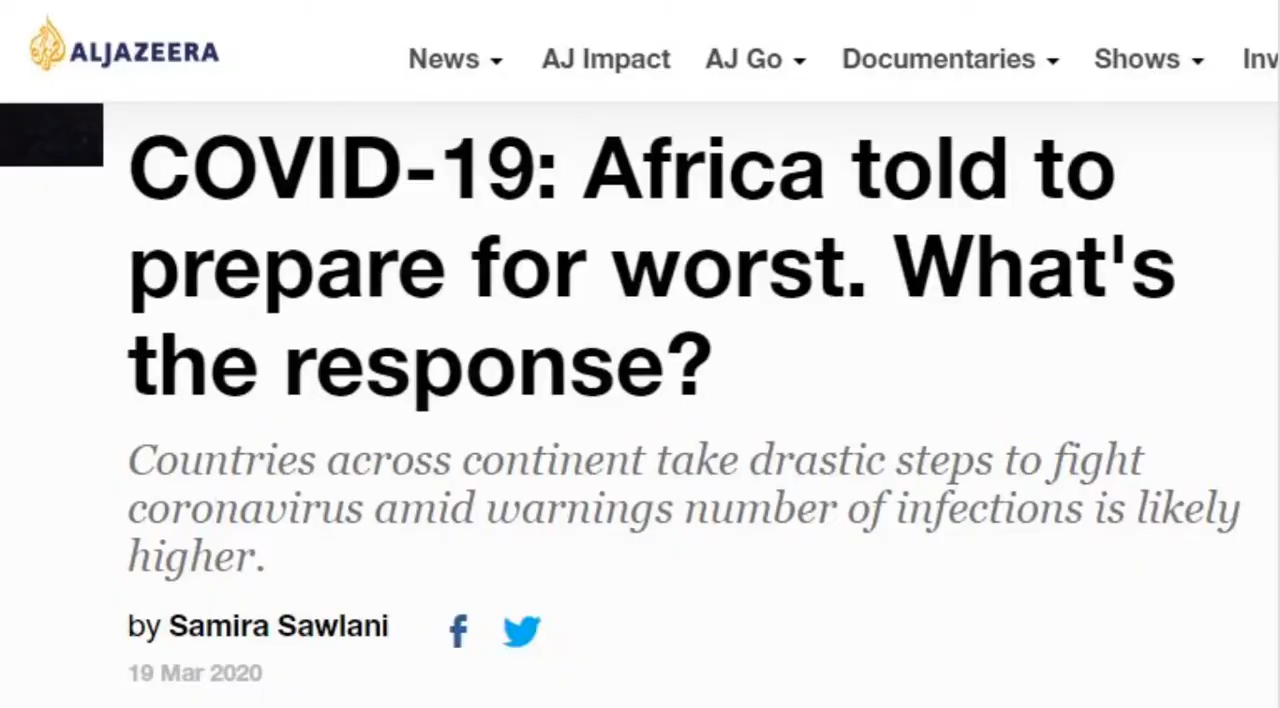 ALJAZEERA
News AJ Impact AJ Go Documentaries Shows Inv
COVID-19: Africa told to
prepare for worst. What's
the response?
Countries across continent take drastic steps to fight
coronavirus amid warnings number of infections is likely
higher.
by Samira Sawlani
19 Mar 2020